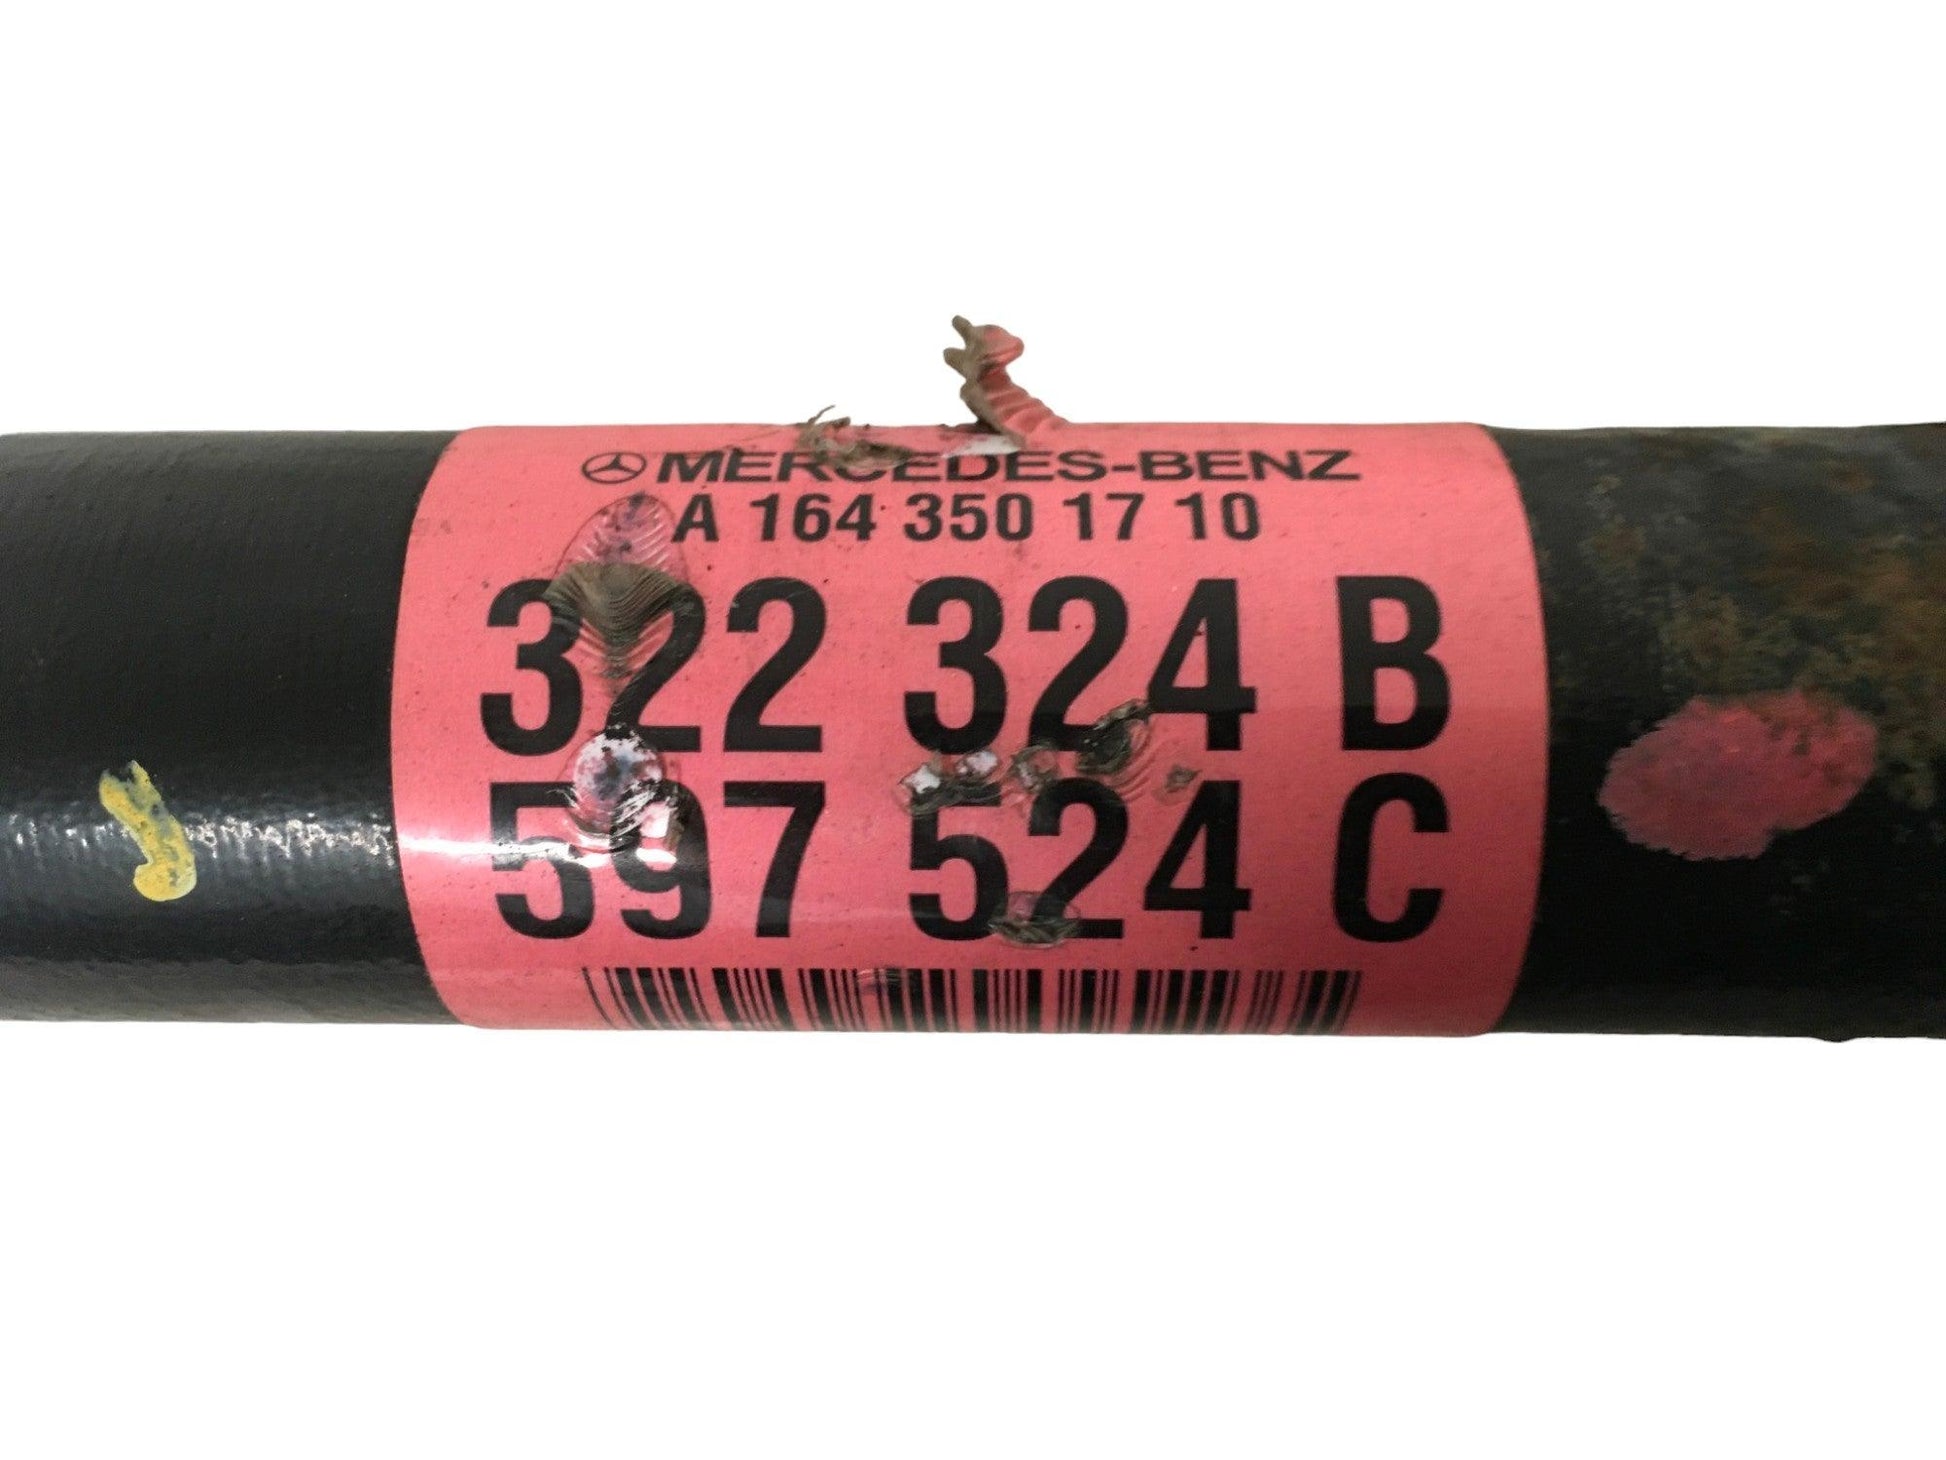 MERCEDES-BENZ
A 164 350 17 10
322 324 B
597 524 C